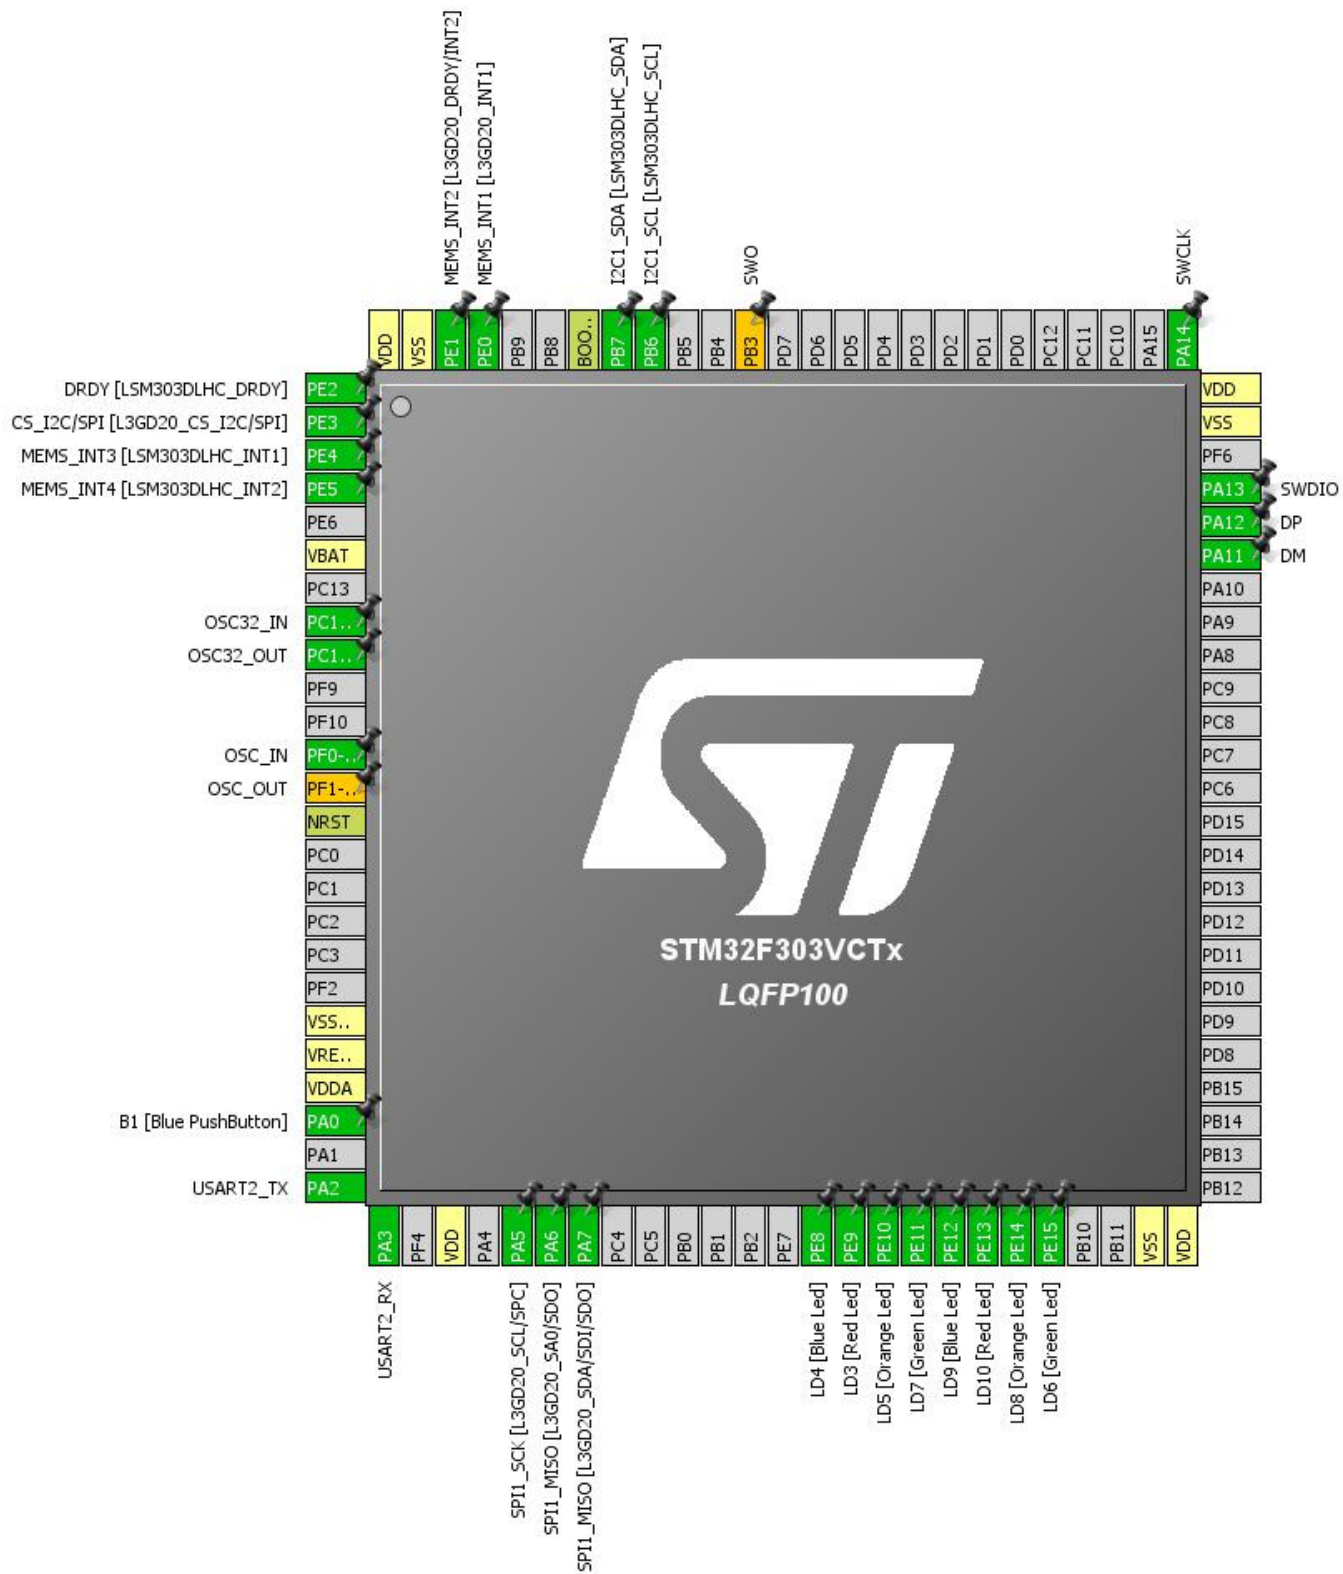 MEMS_INT2 [L3GD20_DRDY/INT2]
MEMS_INT1 [L3GD20_INT1]
I2C1_SDA [LSM303DLHC_SDA]
I2C1_SCL [LSM303DLHC_SCL]
SWO
SWCLK
VDD
VSS
PE1
PE0
PB9
PB8
BOO..
PB7
PB6
PB5
PB4
PB3
PD7
PD6
PD5
PD4
PD3
PD2
PD1
PD0
PC12
PC11
PC10
PA15
PA14
DRDY [LSM303DLHC_DRDY] PE2
CS_I2C/SPI [L3GD20_CS_I2C/SPI] PE3
MEMS_INT3 [LSM303DLHC_INT1] PE4
MEMS_INT4 [LSM303DLHC_INT2] PE5
PE6
VBAT
PC13
OSC32_IN PC1..
OSC32_OUT PC1..
PF9
PF10
OSC_IN PF0-..
OSC_OUT PF1-..
NRST
PC0
PC1
PC2
PC3
PF2
VSS..
VRE..
VDDA
B1 [Blue PushButton] PA0
PA1
USART2_TX PA2
STM32F303VCTx
LQFP100
VDD
VSS
PF6
PA13 SWDIO
PA12 DP
PA11 DM
PA10
PA9
PA8
PC9
PC8
PC7
PC6
PD15
PD14
PD13
PD12
PD11
PD10
PD9
PD8
PB15
PB14
PB13
PB12
PA3
PF4
VDD
PA4
PA5
PA6
PA7
PC4
PC5
PB0
PB1
PB2
PE7
PE8
PE9
PE10
PE11
PE12
PE13
PE14
PE15
PB10
PB11
VSS
VDD
USART2_RX
SPI1_SCK [L3GD20_SCL/SPC]
SPI1_MISO [L3GD20_SA0/SDO]
SPI1_MISO [L3GD20_SDA/SDI/SDO]
LD4 [Blue Led]
LD3 [Red Led]
LD5 [Orange Led]
LD7 [Green Led]
LD9 [Blue Led]
LD10 [Red Led]
LD8 [Orange Led]
LD6 [Green Led]